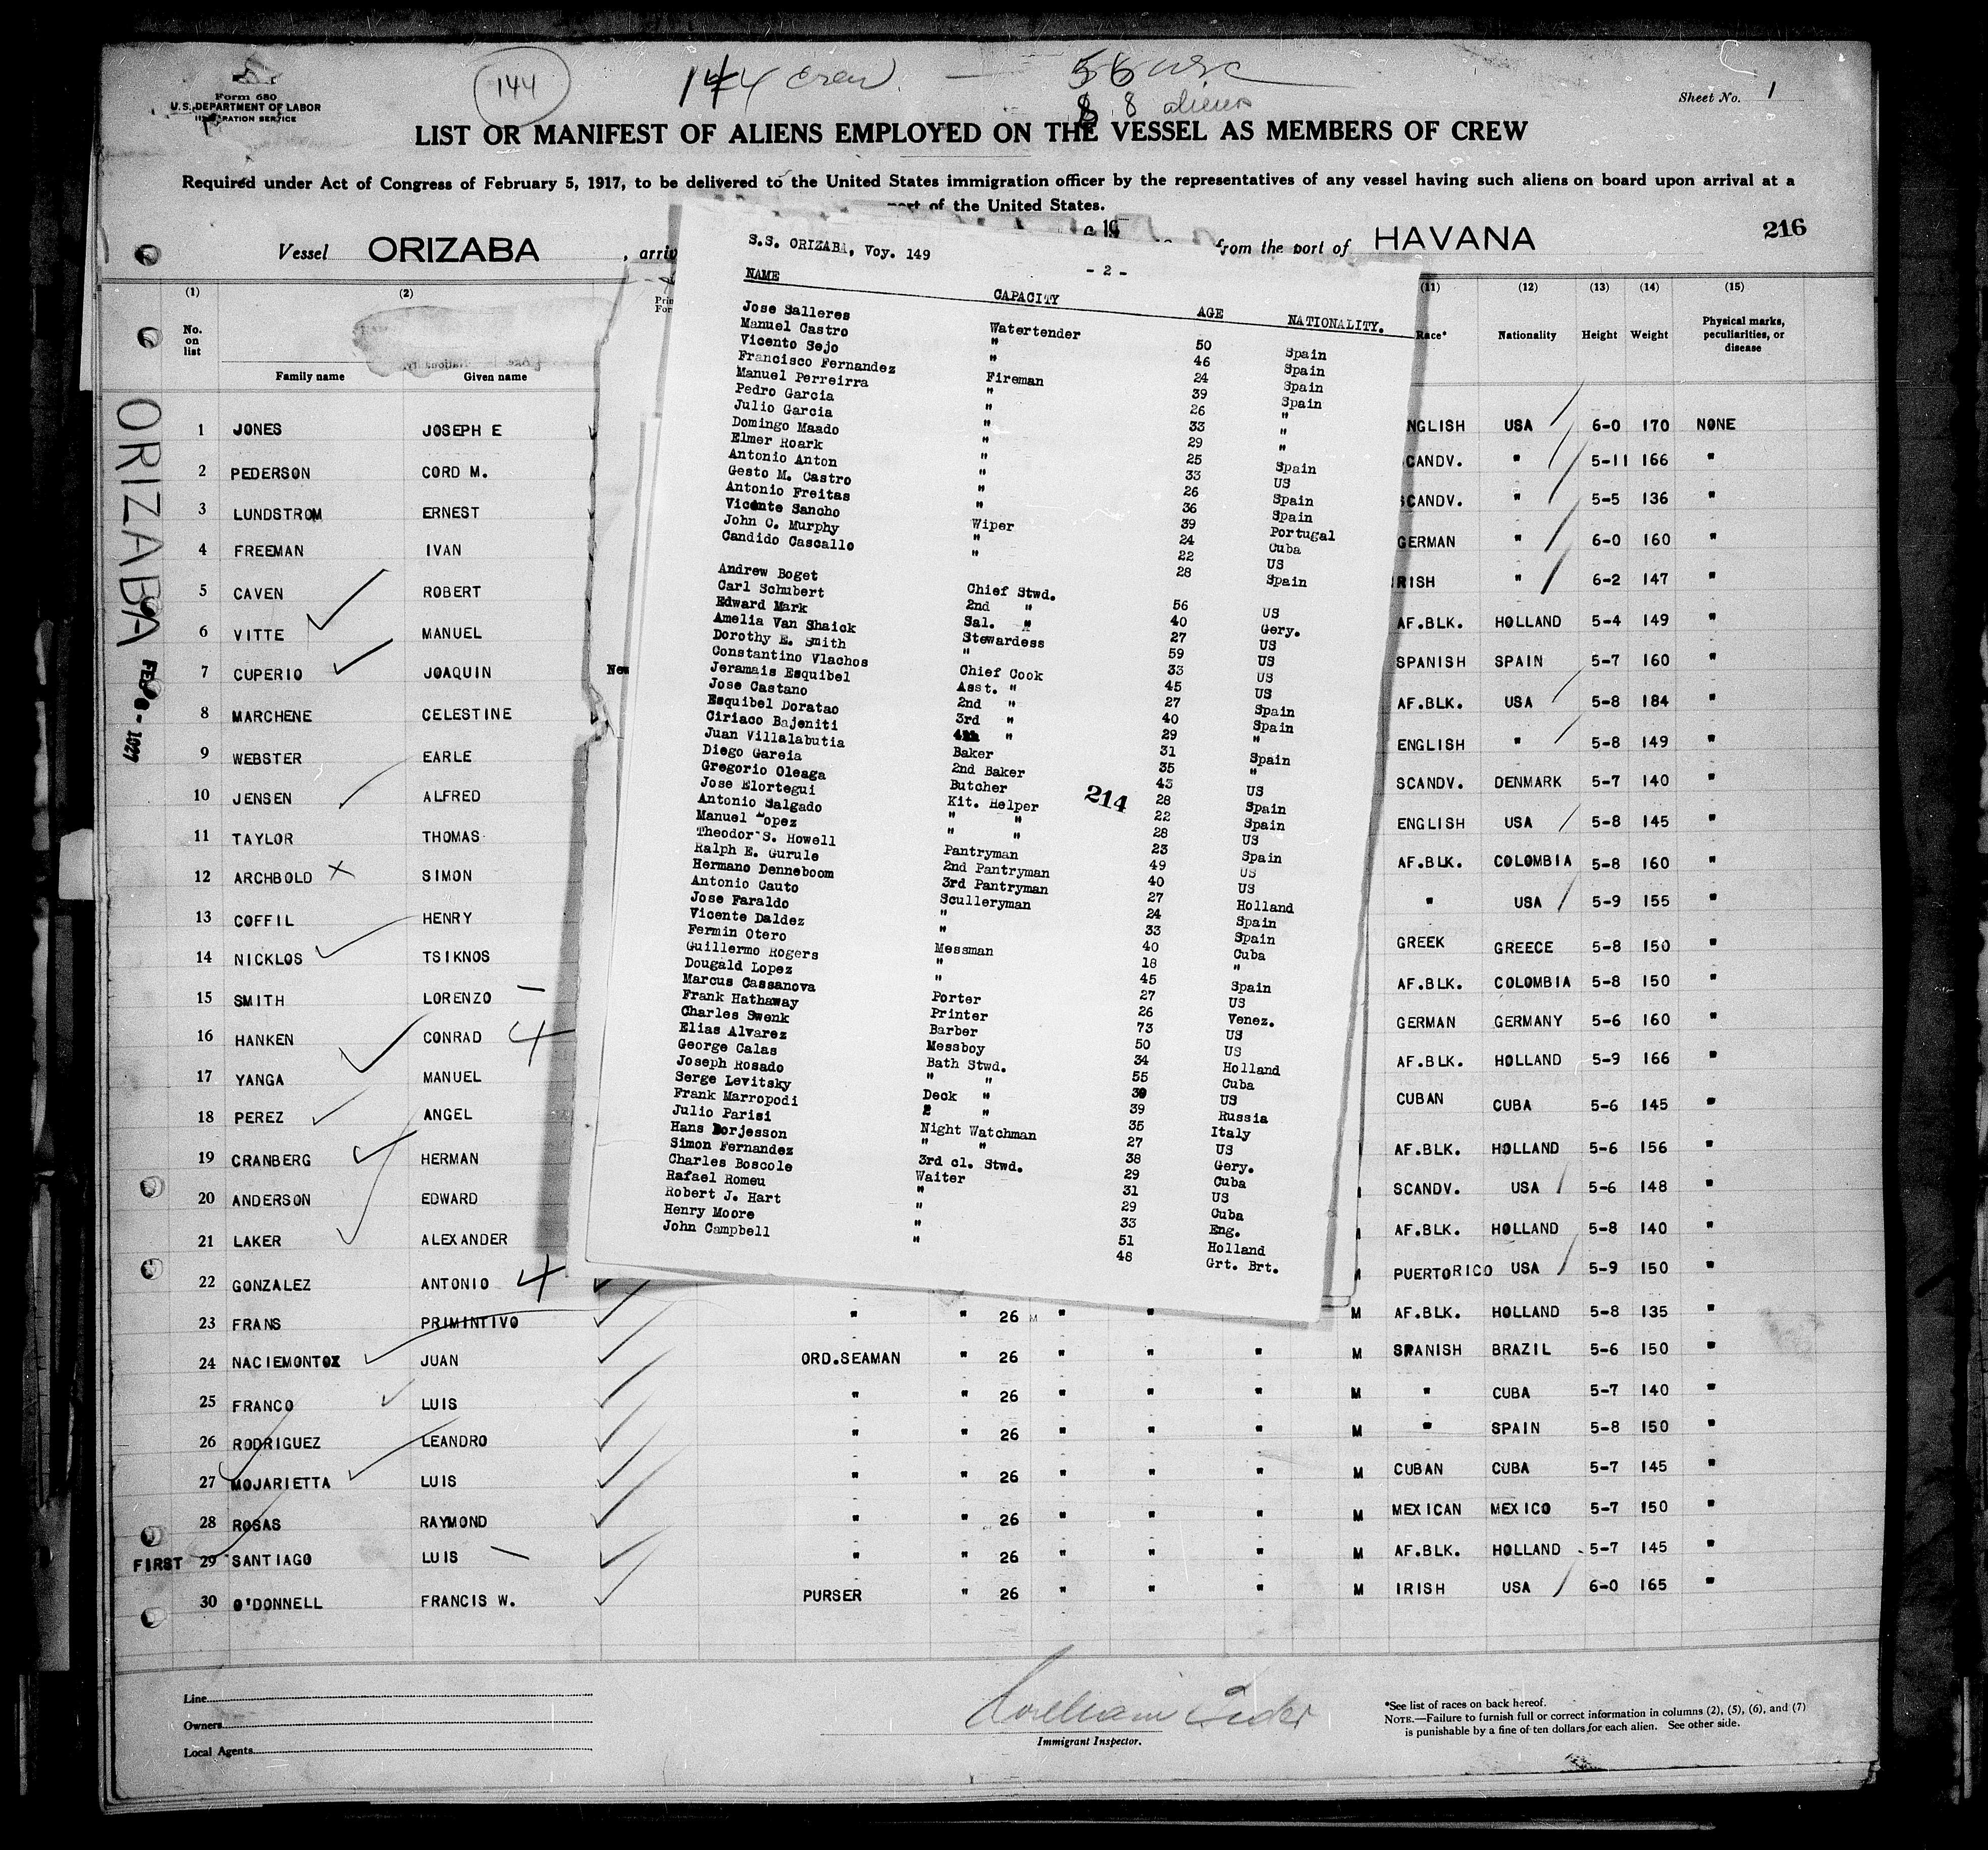 Form 680
U. S. DEPARTMENT OF LABOR
IMMIGRATION SERVICE
144
144 crew — 56 usc
88 aliens
Sheet No. 1
LIST OR MANIFEST OF ALIENS EMPLOYED ON THE VESSEL AS MEMBERS OF CREW
Required under Act of Congress of February 5, 1917, to be delivered to the United States immigration officer by the representatives of any vessel having such aliens on board upon arrival at a
port of the United States.
216
Vessel ORIZABA, arriv from the port of HAVANA
ORIZABA
(1) (2) (11) (12) (13) (14) (15)
No. on list Family name Given name Race* Nationality Height Weight Physical marks, peculiarities, or disease
1 JONES JOSEPH E NGLISH USA 6-0 170 NONE
2 PEDERSON CORD M. CANDV. " 5-11 166 "
3 LUNDSTROM ERNEST SCANDV. " 5-5 136 "
4 FREEMAN IVAN GERMAN " 6-0 160 "
5 CAVEN ROBERT RISH " 6-2 147 "
6 VITTE MANUEL AF.BLK. HOLLAND 5-4 149 "
7 CUPERIO JOAQUIN New SPANISH SPAIN 5-7 160 "
8 MARCHENE CELESTINE AF.BLK. USA 5-8 184 "
9 WEBSTER EARLE ENGLISH " 5-8 149 "
10 JENSEN ALFRED SCANDV. DENMARK 5-7 140 "
11 TAYLOR THOMAS ENGLISH USA 5-8 145 "
12 ARCHBOLD SIMON AF.BLK. COLOMBIA 5-8 160 "
13 COFFIL HENRY " USA 5-9 155 "
14 NICKLOS TSIKNOS GREEK GREECE 5-8 150 "
15 SMITH LORENZO AF.BLK. COLOMBIA 5-8 150 "
16 HANKEN CONRAD GERMAN GERMANY 5-6 160 "
17 YANGA MANUEL AF.BLK. HOLLAND 5-9 166 "
18 PEREZ ANGEL CUBAN CUBA 5-6 145 "
19 CRANBERG HERMAN AF.BLK. HOLLAND 5-6 156 "
20 ANDERSON EDWARD SCANDV. USA 5-6 148 "
21 LAKER ALEXANDER AF.BLK. HOLLAND 5-8 140 "
22 GONZALEZ ANTONIO PUERTORICO USA 5-9 150 "
23 FRANS PRIMINTIVO " " 26 " " M AF.BLK. HOLLAND 5-8 135 "
24 NACIEMONTOX JUAN ORD.SEAMAN " 26 " " " M SPANISH BRAZIL 5-6 150 "
25 FRANCO LUIS " " 26 " " " M " CUBA 5-7 140 "
26 RODRIGUEZ LEANDRO " " 26 " " " M " SPAIN 5-8 150 "
27 MOJARIETTA LUIS " " 26 " " " M CUBAN CUBA 5-7 145 "
28 ROSAS RAYMOND " " 26 " " " M MEXICAN MEXICO 5-7 150 "
FIRST 29 SANTIAGO LUIS " " 26 " " " M AF.BLK. HOLLAND 5-7 145 "
30 O'DONNELL FRANCIS W. PURSER " 26 " " " M IRISH USA 6-0 165 "
Line
Owners
Local Agents
Immigrant Inspector.
*See list of races on back hereof.
NOTE.—Failure to furnish full or correct information in columns (2), (5), (6), and (7)
is punishable by a fine of ten dollars for each alien. See other side.
S.S. ORIZABA, Voy. 149
- 2 -
NAME CAPACITY AGE NATIONALITY.
Jose Salleres Watertender 50 Spain
Manuel Castro " 46 Spain
Vicento Sejo " 24 Spain
Francisco Fernandez Fireman 39 Spain
Manuel Perreirra " 26 "
Pedro Garcia " 33 "
Julio Garcia " 29 "
Domingo Maado " 25 Spain
Elmer Roark " 33 US
Antonio Anton " 26 Spain
Gesto M. Castro " 36 Spain
Antonio Freitas " 39 Portugal
Vicente Sancho Wiper 24 Cuba
John C. Murphy " 22 US
Candido Cascallo " 28 Spain
Andrew Boget Chief Stwd. 56 US
Carl Schubert 2nd " 40 Gery.
Edward Mark Sal. " 27 US
Amelia Van Shaick Stewardess 59 US
Dorothy E. Smith " 33 US
Constantino Vlachos Chief Cook 45 US
Jeramais Esquibel Asst. " 27 Spain
Jose Castano 2nd " 40 Spain
Esquibel Doratao 3rd " 29 "
Ciriaco Bajeniti 4th " 31 Spain
Juan Villalabutia Baker 35 "
Diego Gareia 2nd Baker 43 US
Gregorio Oleaga Butcher 28 Spain
Jose Elortegui Kit. Helper 22 Spain
Antonio Salgado " " 28 US
Manuel Lopez " " 23 Spain
Theodor S. Howell Pantryman 49 US
Ralph E. Gurule 2nd Pantryman 40 US
Hermano Denneboom 3rd Pantryman 27 Holland
Antonio Cauto Sculleryman 24 Spain
Jose Faraldo " 33 Spain
Vicente Daldez " 40 Cuba
Fermin Otero Messman 18 "
Guillermo Rogers " 45 Spain
Dougald Lopez " 27 US
Marcus Cassanova Porter 26 Venez.
Frank Hathaway Printer 73 US
Charles Swenk Barber 50 US
Elias Alvarez Messboy 34 Holland
George Calas Bath Stwd. 55 Cuba
Joseph Rosado " " 30 US
Serge Levitsky Deck " 39 Russia
Frank Marropodi " 35 Italy
Julio Parisi Night Watchman 27 US
Hans Borjesson " " 38 Gery.
Simon Fernandez 3rd cl. Stwd. 29 Cuba
Charles Boscole Waiter 31 US
Rafael Romeu " 29 Cuba
Robert J. Hart " 33 Eng.
Henry Moore " 51 Holland
John Campbell " 48 Grt. Brt.
214